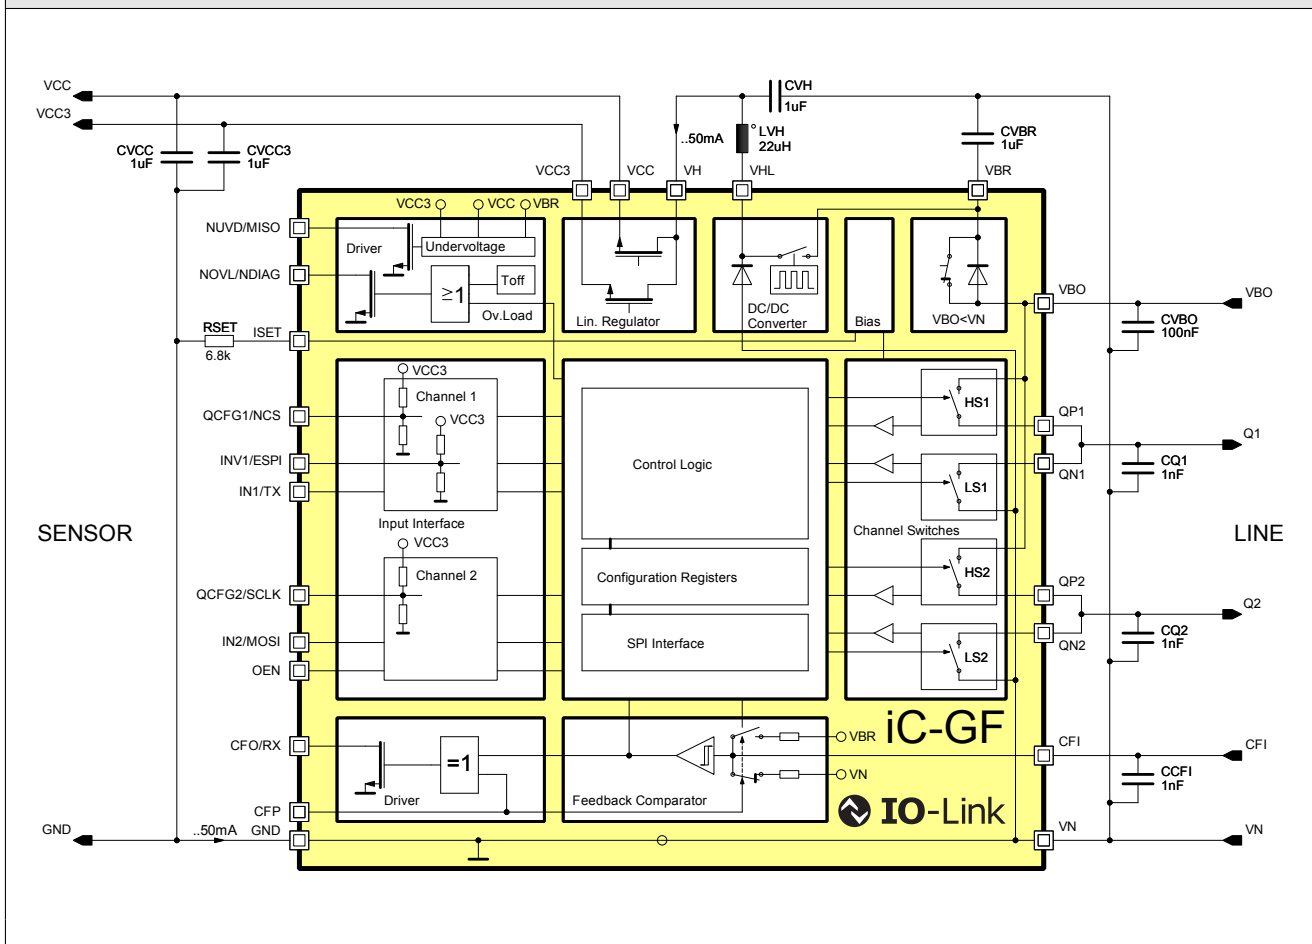 VCC
VCC3
CVCC
1uF
CVCC3
1uF
CVH
1uF
..50mA
LVH
22uH
CVBR
1uF
VCC3
VCC
VH
VHL
VBR
NUVD/MISO
NOVL/NDIAG
RSET
6.8k
ISET
VCC3
VCC
VBR
Driver
Undervoltage
≥1
Toff
Ov.Load
Lin. Regulator
DC/DC
Converter
Bias
VBO<VN
VBO
VBO
CVBO
100nF
QCFG1/NCS
INV1/ESPI
IN1/TX
VCC3
Channel 1
VCC3
Input Interface
VCC3
Channel 2
SENSOR
QCFG2/SCLK
IN2/MOSI
OEN
Control Logic
Configuration Registers
SPI Interface
HS1
LS1
Channel Switches
HS2
LS2
QP1
QN1
Q1
CQ1
1nF
LINE
QP2
QN2
Q2
CQ2
1nF
CFO/RX
CFP
=1
Driver
Feedback Comparator
VBR
VN
iC-GF
IO-Link
CFI
CFI
CCFI
1nF
GND
..50mA
GND
VN
VN